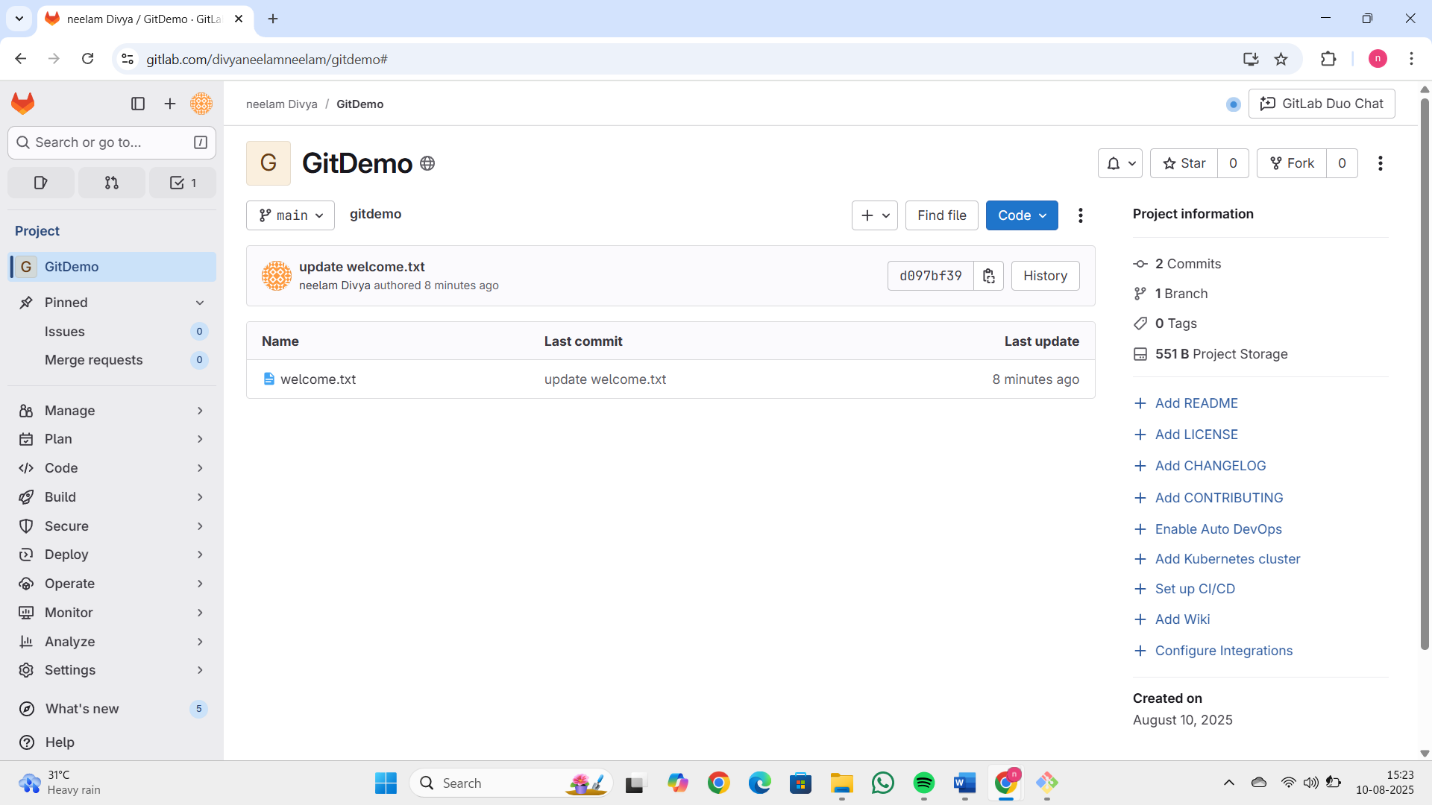 neelam Divya / GitDemo · GitLa
gitlab.com/divyaneelamneelam/gitdemo#
n
neelam Divya / GitDemo
GitLab Duo Chat
Search or go to... /
1
Project
G GitDemo
Pinned
Issues 0
Merge requests 0
Manage
Plan
Code
Build
Secure
Deploy
Operate
Monitor
Analyze
Settings
What's new 5
Help
G GitDemo
Star 0 Fork 0
main gitdemo
Find file Code
update welcome.txt
neelam Divya authored 8 minutes ago
d097bf39 History
Name Last commit Last update
welcome.txt update welcome.txt 8 minutes ago
Project information
2 Commits
1 Branch
0 Tags
551 B Project Storage
Add README
Add LICENSE
Add CHANGELOG
Add CONTRIBUTING
Enable Auto DevOps
Add Kubernetes cluster
Set up CI/CD
Add Wiki
Configure Integrations
Created on
August 10, 2025
31°C
Heavy rain
Search
n
15:23
10-08-2025